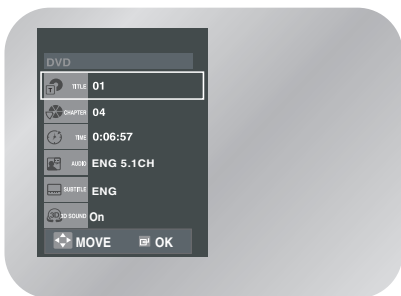 DVD
TITLE 01
CHAPTER 04
TIME 0:06:57
AUDIO ENG 5.1CH
SUBTITLE ENG
3D SOUND On
MOVE OK